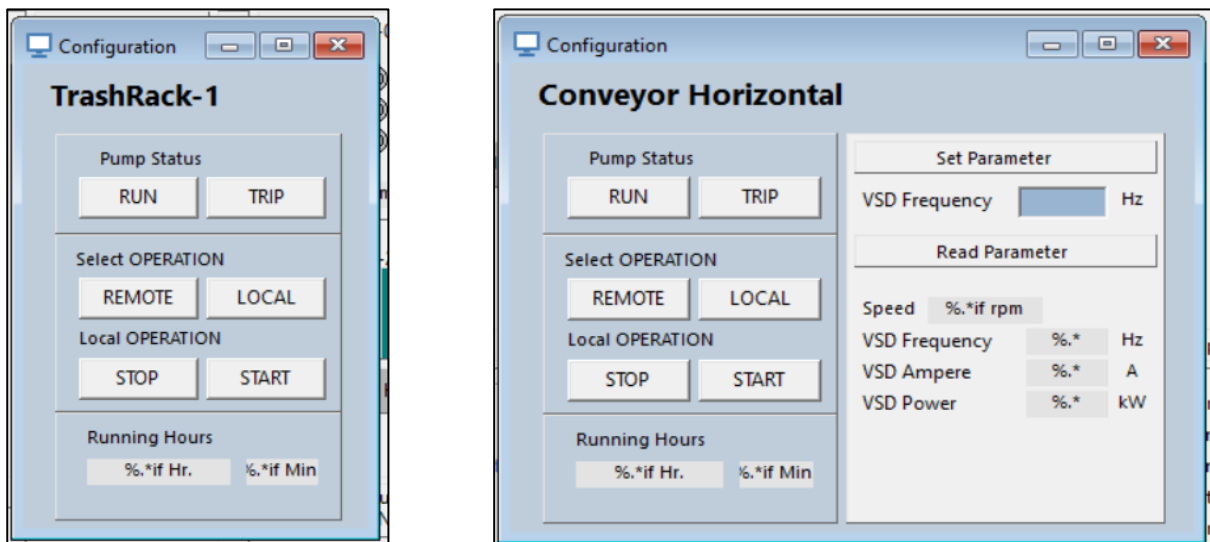 Configuration
TrashRack-1
Pump Status
RUN TRIP
Select OPERATION
REMOTE LOCAL
Local OPERATION
STOP START
Running Hours
%.*if Hr. %.*if Min
Configuration
Conveyor Horizontal
Pump Status
RUN TRIP
Select OPERATION
REMOTE LOCAL
Local OPERATION
STOP START
Running Hours
%.*if Hr. %.*if Min
Set Parameter
VSD Frequency Hz
Read Parameter
Speed %.*if rpm
VSD Frequency %.* Hz
VSD Ampere %.* A
VSD Power %.* kW